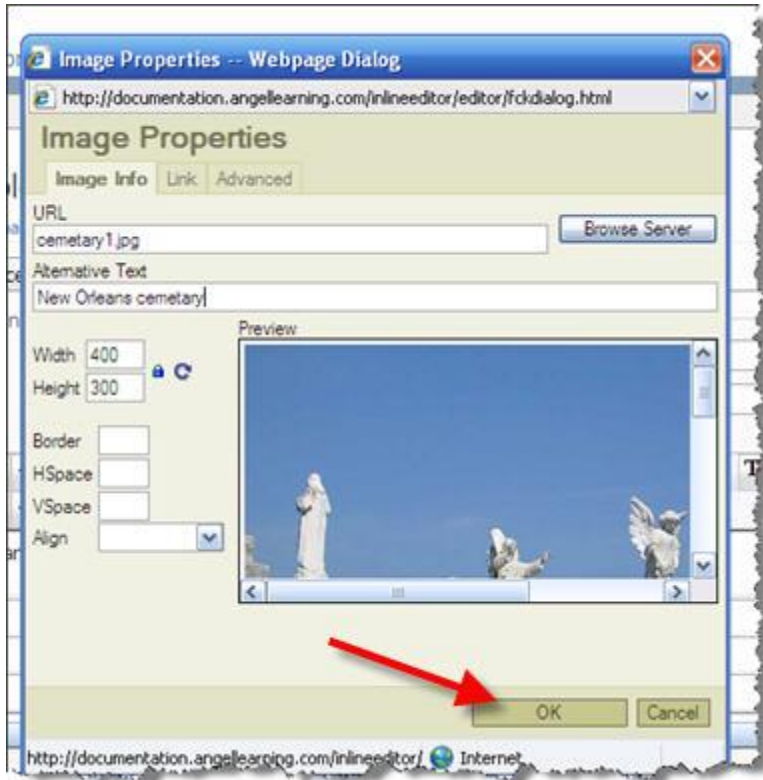 Image Properties -- Webpage Dialog
http://documentation.angellearning.com/inlineeditor/editor/fckdialog.html
Image Properties
Image Info Link Advanced
URL
cemetary1.jpg Browse Server
Alternative Text
New Orleans cemetary
Preview
Width 400
Height 300
Border
HSpace
VSpace
Align
OK Cancel
http://documentation.angellearning.com/inlineeditor/ Internet